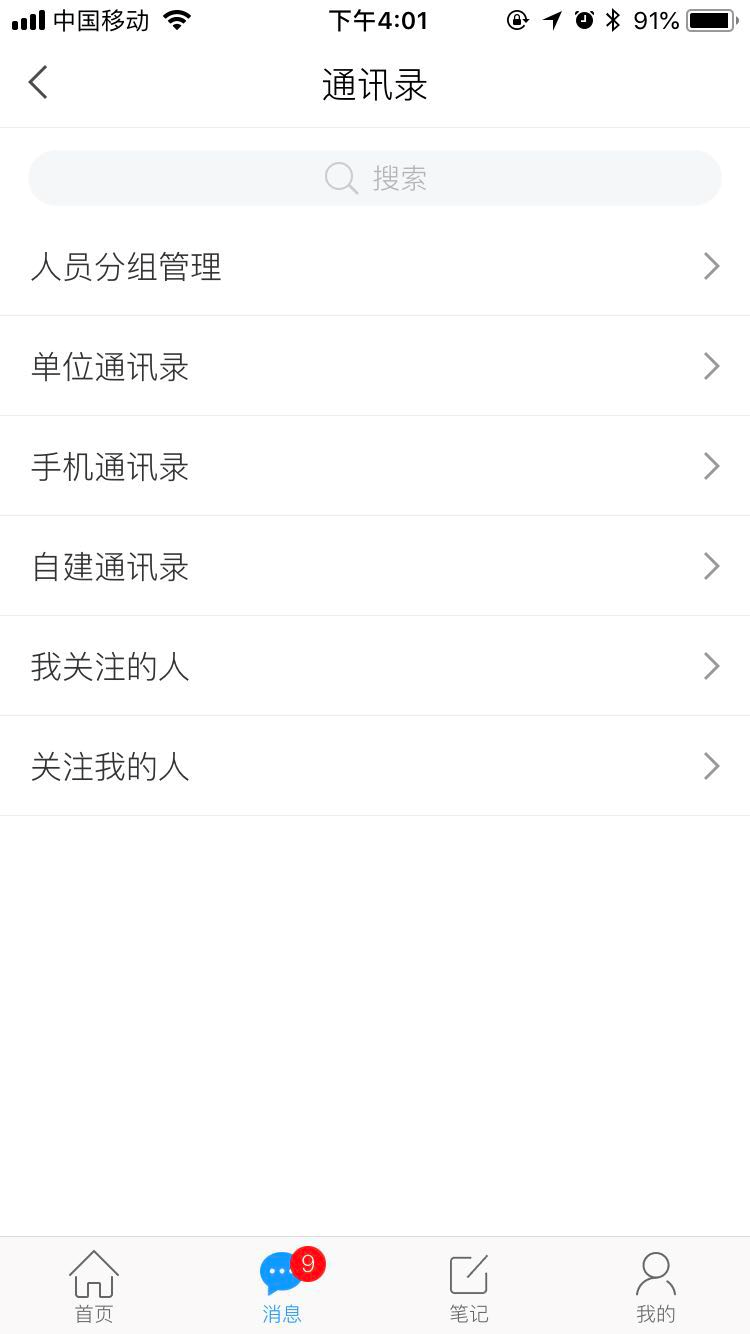 中国移动 下午4:01 91%
通讯录
搜索
人员分组管理
单位通讯录
手机通讯录
自建通讯录
我关注的人
关注我的人
9
首页 消息 笔记 我的